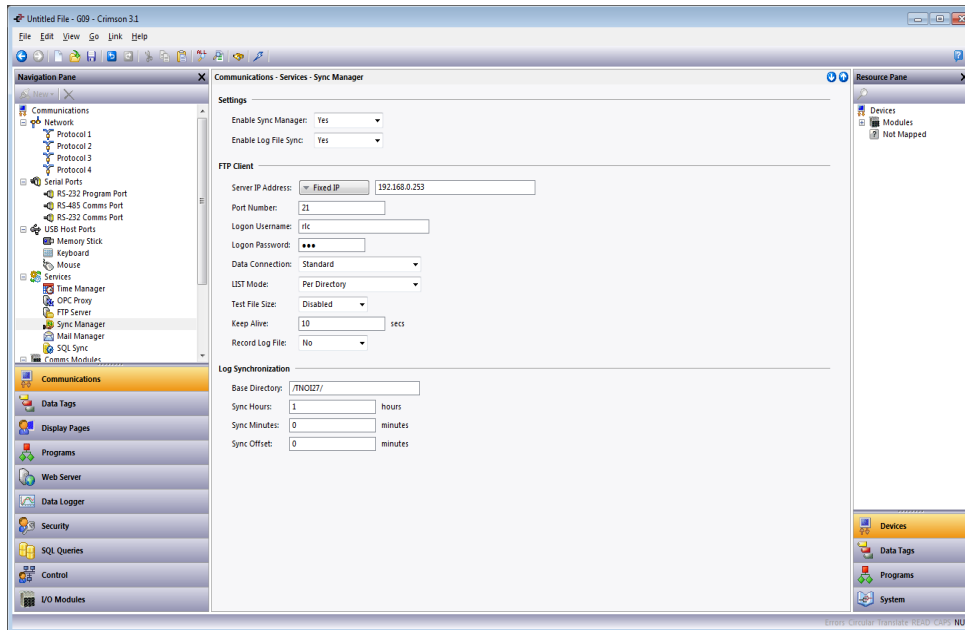 Untitled File - G09 - Crimson 3.1
File Edit View Go Link Help
Navigation Pane
New
Communications
Network
Protocol 1
Protocol 2
Protocol 3
Protocol 4
Serial Ports
RS-232 Program Port
RS-485 Comms Port
RS-232 Comms Port
USB Host Ports
Memory Stick
Keyboard
Mouse
Services
Time Manager
OPC Proxy
FTP Server
Sync Manager
Mail Manager
SQL Sync
Comms Modules
Communications
Data Tags
Display Pages
Programs
Web Server
Data Logger
Security
SQL Queries
Control
I/O Modules
Communications - Services - Sync Manager
Settings
Enable Sync Manager: Yes
Enable Log File Sync: Yes
FTP Client
Server IP Address: Fixed IP 192.168.0.253
Port Number: 21
Logon Username: rlc
Logon Password: •••
Data Connection: Standard
LIST Mode: Per Directory
Test File Size: Disabled
Keep Alive: 10 secs
Record Log File: No
Log Synchronization
Base Directory: /TNOI27/
Sync Hours: 1 hours
Sync Minutes: 0 minutes
Sync Offset: 0 minutes
Resource Pane
Devices
Modules
Not Mapped
Devices
Data Tags
Programs
System
Errors Circular Translate READ CAPS NU